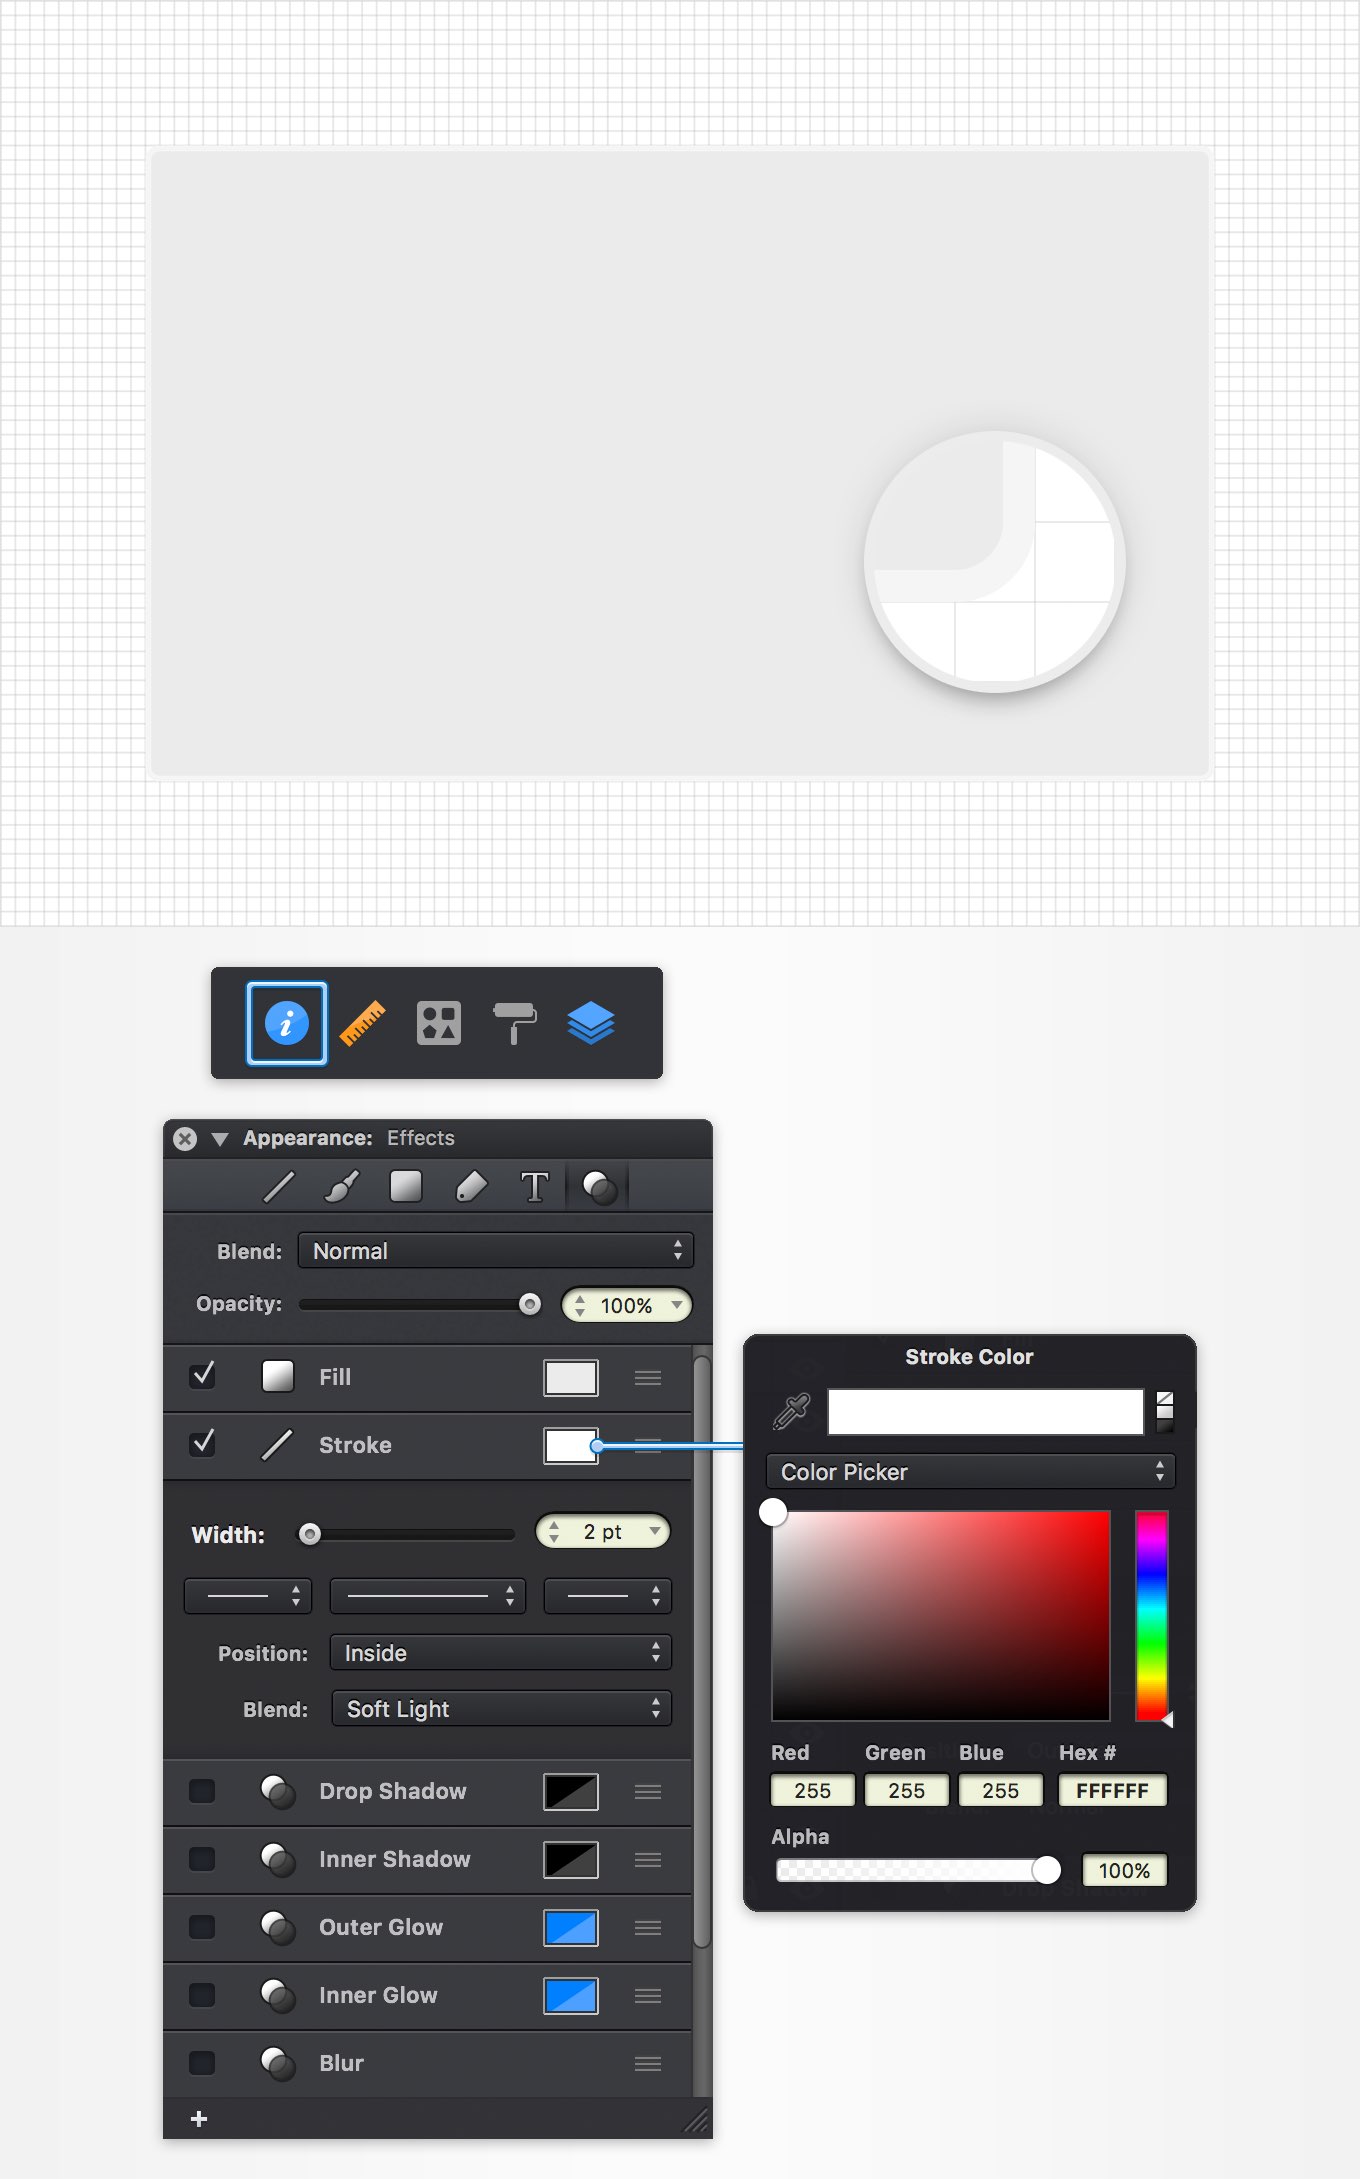 Appearance: Effects
Blend: Normal
Opacity: 100%
Fill
Stroke
Width: 2 pt
Position: Inside
Blend: Soft Light
Drop Shadow
Inner Shadow
Outer Glow
Inner Glow
Blur
Stroke Color
Color Picker
Red Green Blue Hex #
255 255 255 FFFFFF
Alpha
100%